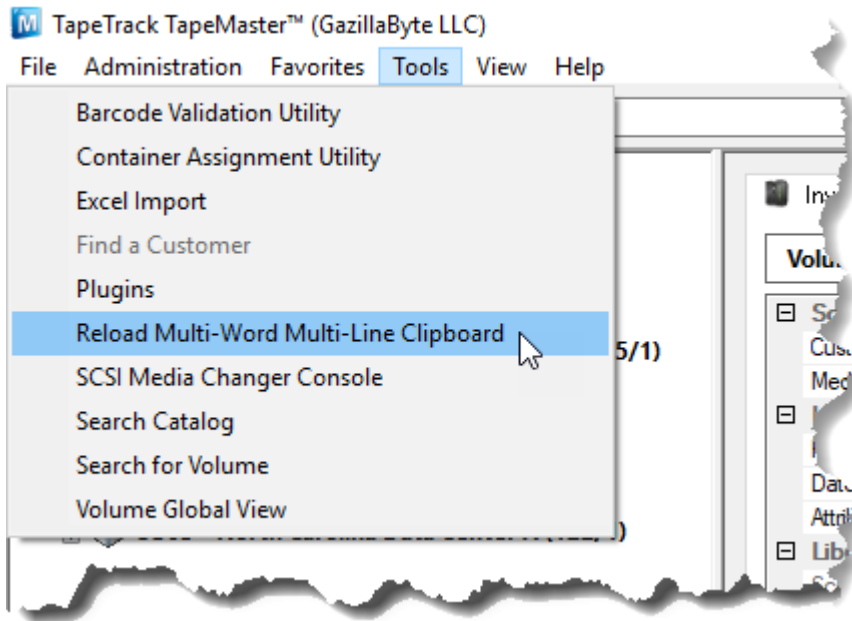 TapeTrack TapeMaster™ (GazillaByte LLC)
File Administration Favorites Tools View Help
Barcode Validation Utility
Container Assignment Utility
Excel Import
Find a Customer
Plugins
Reload Multi-Word Multi-Line Clipboard
SCSI Media Changer Console
Search Catalog
Search for Volume
Volume Global View
5/1)